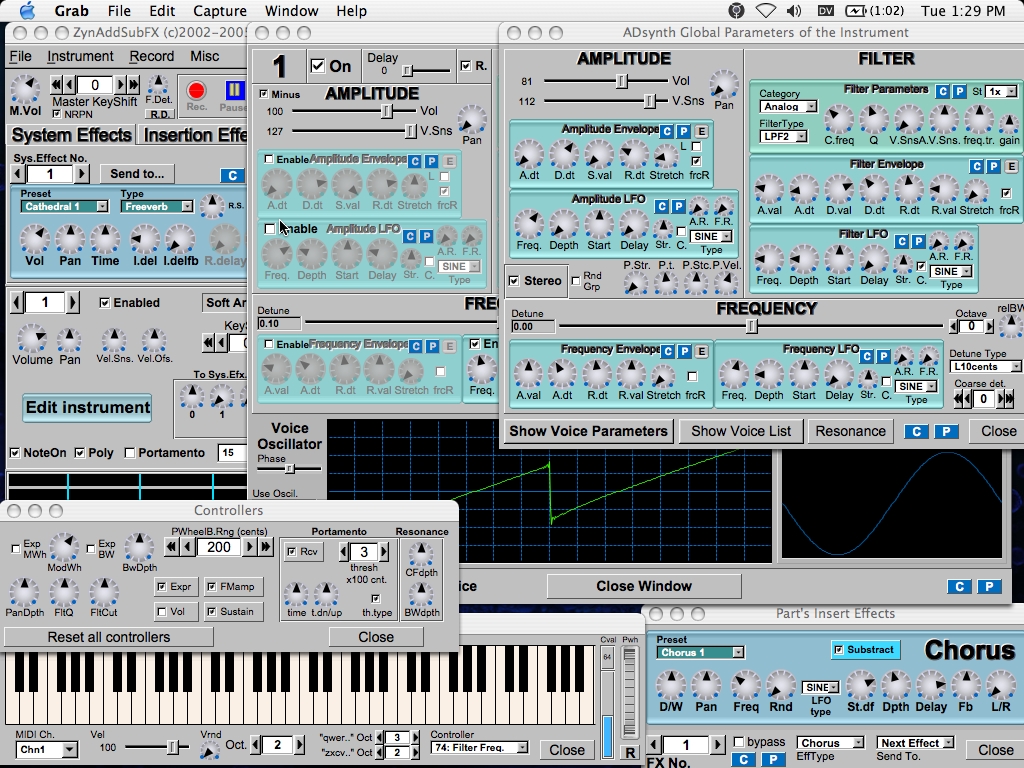 Grab File Edit Capture Window Help DV (1:02) Tue 1:29 PM
ZynAddSubFX (c)2002-200
File Instrument Record Misc
M.Vol
0
Master KeyShift
NRPN
F.Det.
R.D.
Rec.
Pause
System Effects Insertion Effe
Sys.Effect No.
1
Send to...
C
Preset Type
Cathedral 1 Freeverb R.S.
Vol Pan Time I.del I.delfb R.delay
1 Enabled Soft Ar
KeyS
0
Volume Pan Vel.Sns. Vel.Ofs.
To Sys.Efx.
0 1
Edit instrument
NoteOn Poly Portamento 15
1 On Delay 0 R.
Minus AMPLITUDE
100 Vol
127 V.Sns Pan
Enable Amplitude Envelope C P E
L
A.dt D.dt S.val R.dt Stretch frcR
Enable Amplitude LFO C P A.R. F.R.
Freq. Depth Start Delay Str. C. SINE
Type
FREQ
Detune
0.10
Enable Frequency Envelope C P E En
A.val A.dt R.dt R.val Stretch frcR Freq.
Voice
Oscillator
Phase
Use Oscil.
ice Close Window C P
ADsynth Global Parameters of the Instrument
AMPLITUDE
81 Vol
112 V.Sns Pan
Amplitude Envelope C P E
L
A.dt D.dt S.val R.dt Stretch frcR
Amplitude LFO C P A.R. F.R.
Freq. Depth Start Delay Str. C. SINE
Type
Stereo Rnd Grp P.Str. P.t. P.Stc. P.Vel.
FILTER
Category Filter Parameters C P St 1x
Analog
FilterType
LPF2
C.freq Q V.SnsA. V.Sns. freq.tr. gain
Filter Envelope C P E
A.val A.dt D.val D.dt R.dt R.val Stretch frcR
Filter LFO C P A.R. F.R.
Freq. Depth Start Delay Str. C. SINE
Type
FREQUENCY
Detune
0.00
Octave relBW
0
Frequency Envelope C P E
A.val A.dt R.dt R.val Stretch frcR
Frequency LFO C P A.R. F.R.
Freq. Depth Start Delay Str. C. SINE
Type
Detune Type
L10cents
Coarse det.
0
Show Voice Parameters Show Voice List Resonance C P Close
Controllers
Exp MWh ModWh Exp BW BwDpth
PWheelB.Rng (cents)
200
Portamento
Rcv 3
thresh
x100 cnt.
time t.dn/up th.type
Resonance
CFdpth
BWdpth
PanDpth FltQ FltCut
Expr FMamp
Vol Sustain
Reset all controllers Close
Cval Pwh
64
R
MIDI Ch.
Chn1
Vel
100
Vrnd
Oct. 2
"qwer.." Oct 3
"zxcv.." Oct 2
Controller
74: Filter Freq.
Close
Part's Insert Effects
Preset
Chorus 1
Substract
Chorus
D/W Pan Freq Rnd SINE LFO type St.df Dpth Delay Fb L/R
1
FX No.
bypass
C P
Chorus
EffType
Next Effect
Send To.
Close